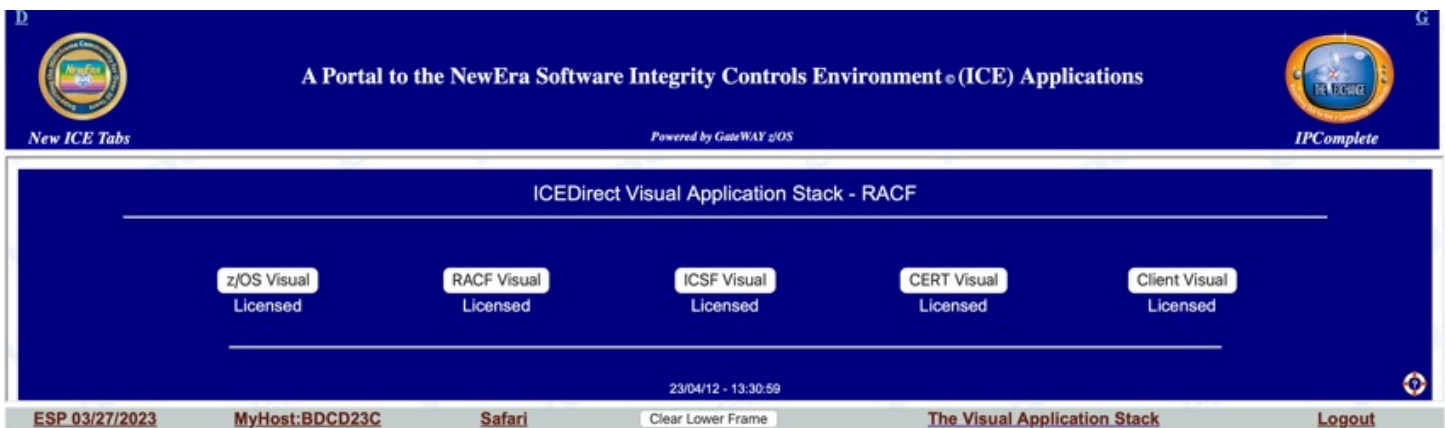 D
G
A Portal to the NewEra Software Integrity Controls Environment © (ICE) Applications
New ICE Tabs
Powered by GateWAY z/OS
IPComplete
ICEDirect Visual Application Stack - RACF
z/OS Visual RACF Visual ICSF Visual CERT Visual Client Visual
Licensed Licensed Licensed Licensed Licensed
23/04/12 - 13:30:59
ESP 03/27/2023 MyHost:BDCD23C Safari Clear Lower Frame The Visual Application Stack Logout